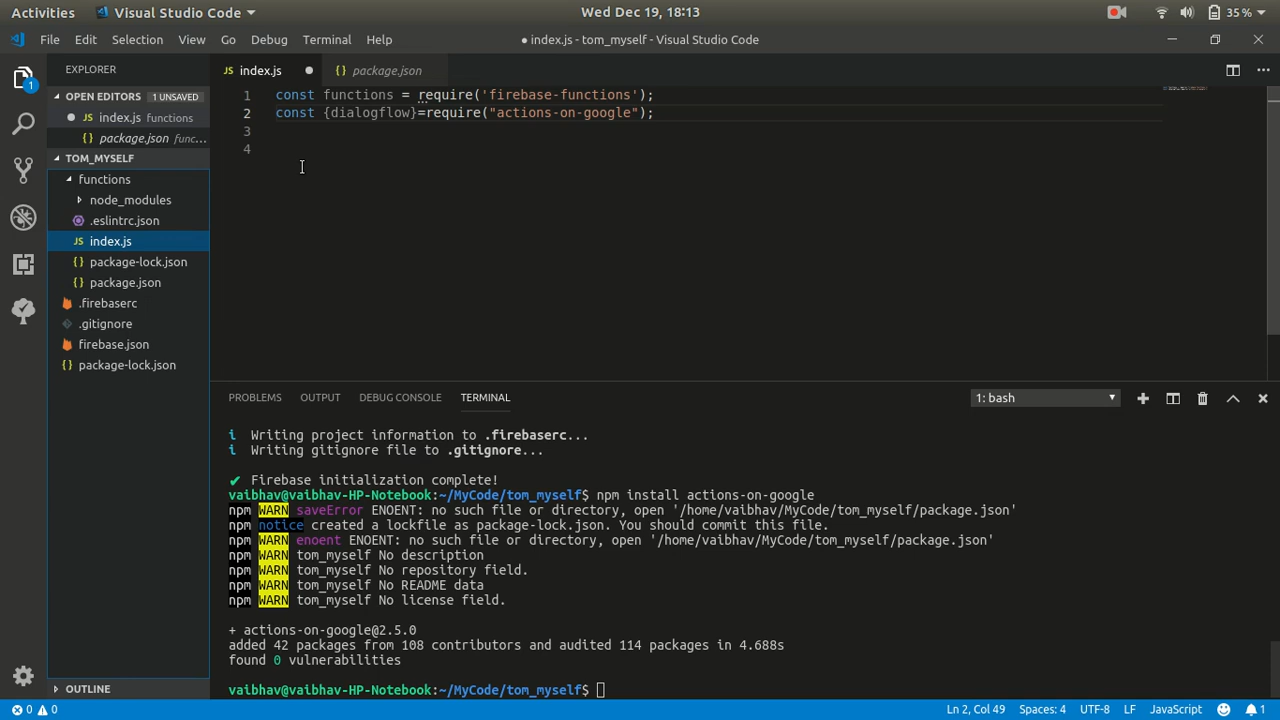 Activities Visual Studio Code Wed Dec 19, 18:13 35 %
File Edit Selection View Go Debug Terminal Help ● index.js - tom_myself - Visual Studio Code
EXPLORER
OPEN EDITORS 1 UNSAVED
index.js functions
package.json func...
TOM_MYSELF
functions
node_modules
.eslintrc.json
JS index.js
{} package-lock.json
{} package.json
.firebaserc
.gitignore
firebase.json
{} package-lock.json
OUTLINE
JS index.js ● {} package.json
1 const functions = require('firebase-functions');
2 const {dialogflow}=require("actions-on-google");
3
4
PROBLEMS OUTPUT DEBUG CONSOLE TERMINAL 1: bash
i Writing project information to .firebaserc...
i Writing gitignore file to .gitignore...
✔ Firebase initialization complete!
vaibhav@vaibhav-HP-Notebook:~/MyCode/tom_myself$ npm install actions-on-google
npm WARN saveError ENOENT: no such file or directory, open '/home/vaibhav/MyCode/tom_myself/package.json'
npm notice created a lockfile as package-lock.json. You should commit this file.
npm WARN enoent ENOENT: no such file or directory, open '/home/vaibhav/MyCode/tom_myself/package.json'
npm WARN tom_myself No description
npm WARN tom_myself No repository field.
npm WARN tom_myself No README data
npm WARN tom_myself No license field.
+ actions-on-google@2.5.0
added 42 packages from 108 contributors and audited 114 packages in 4.688s
found 0 vulnerabilities
vaibhav@vaibhav-HP-Notebook:~/MyCode/tom_myself$
0 0 Ln 2, Col 49 Spaces: 4 UTF-8 LF JavaScript 1